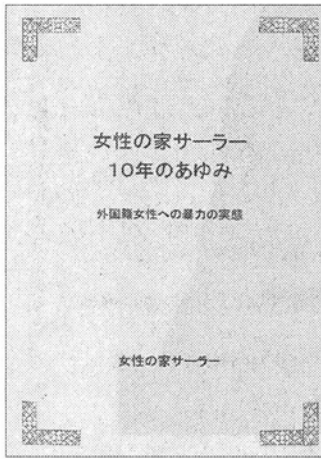 女性の家サーラー
10年のあゆみ
外国籍女性への暴力の実態
女性の家サーラー